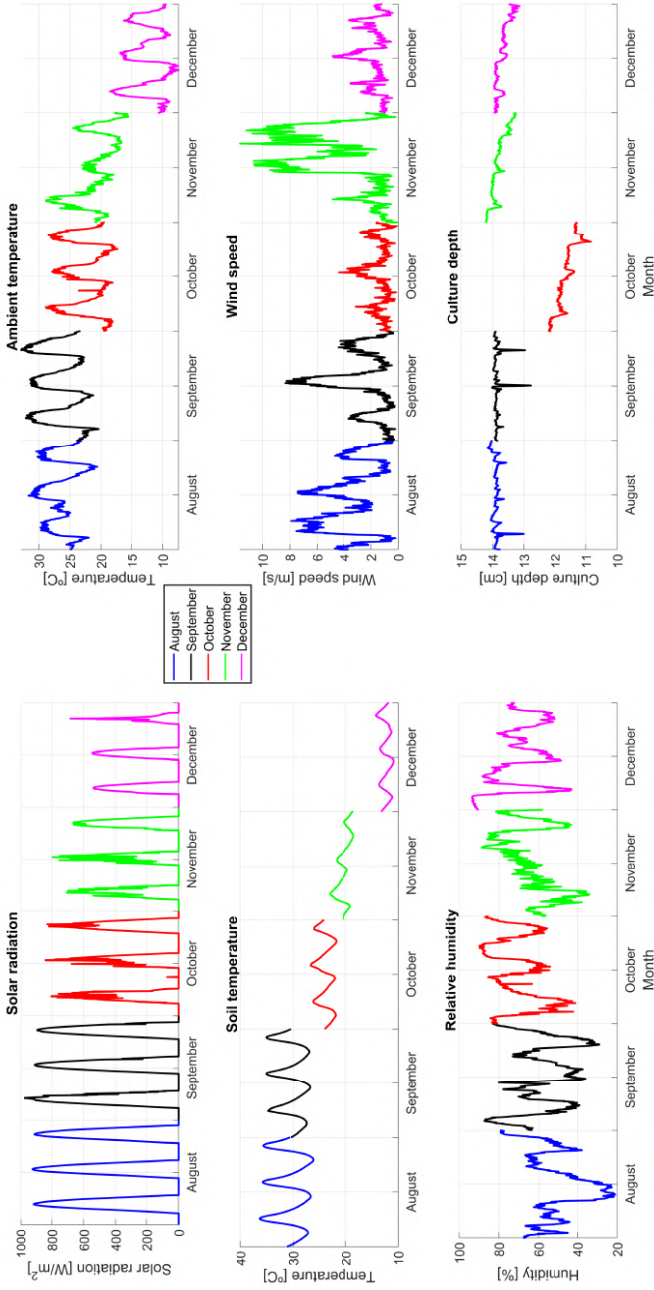 Solar radiation
Solar radiation [W/m²]
1000
800
600
400
200
0
August
September
October
November
December
August
September
October
November
December
Ambient temperature
Temperature [ºC]
30
25
20
15
10
August
September
October
November
December
Soil temperature
Temperature [ºC]
40
30
20
10
August
September
October
November
December
Wind speed
Wind speed [m/s]
10
8
6
4
2
0
August
September
October
November
December
Relative humidity
Humidity [%]
100
80
60
40
20
August
September
October
November
December
Month
Culture depth
Culture depth [cm]
15
14
13
12
11
10
August
September
October
November
December
Month